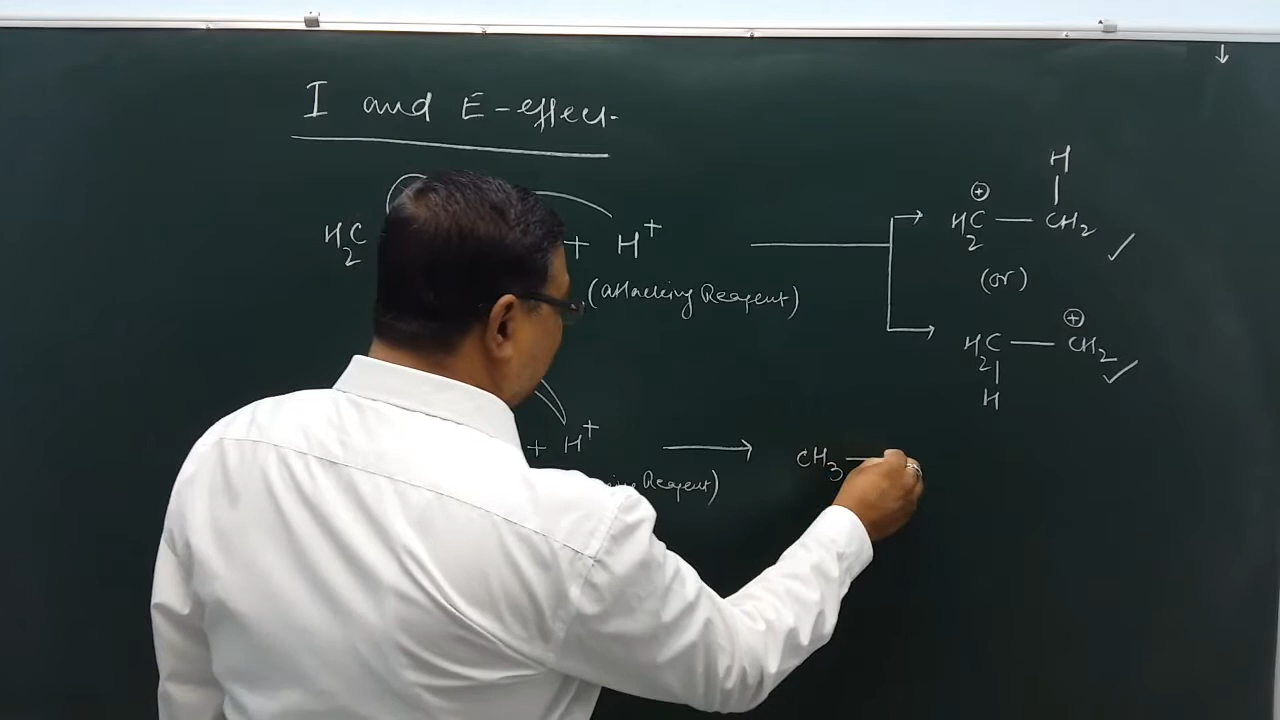 I and E-effect.
H₂C + H⁺
(Attacking Reagent)
⊕ H
H₂C — CH₂ ✓
(or)
⊕
H₂C — CH₂ ✓
H
+ H⁺ → CH₃ —
Reagent)